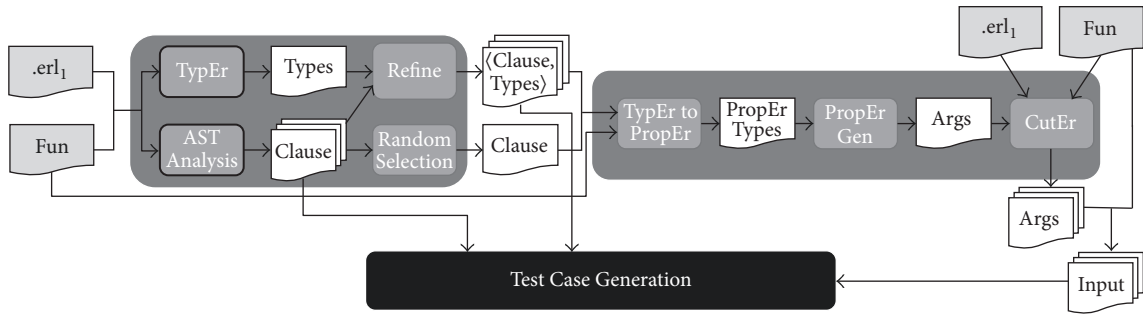 .erl₁
Fun
TypEr
AST
Analysis
Types
Clause
Refine
Random
Selection
⟨Clause,
Types⟩
Clause
TypEr to
PropEr
PropEr
Types
PropEr
Gen
Args
.erl₁
Fun
CutEr
Args
Input
Test Case Generation